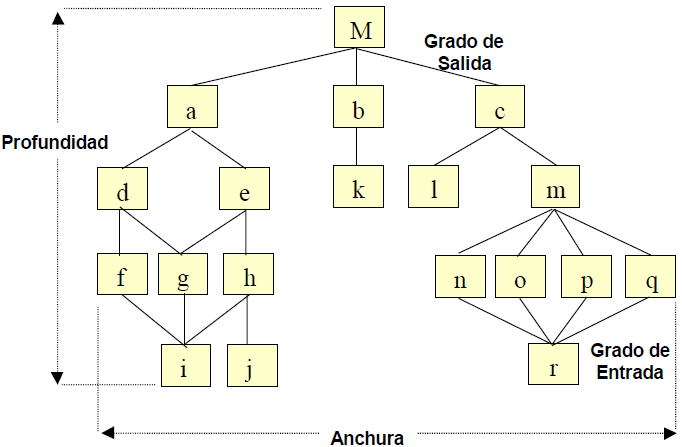 M
Grado de
Salida
a
b
c
Profundidad
d
e
k
l
m
f
g
h
n
o
p
q
i
j
r
Grado de
Entrada
Anchura